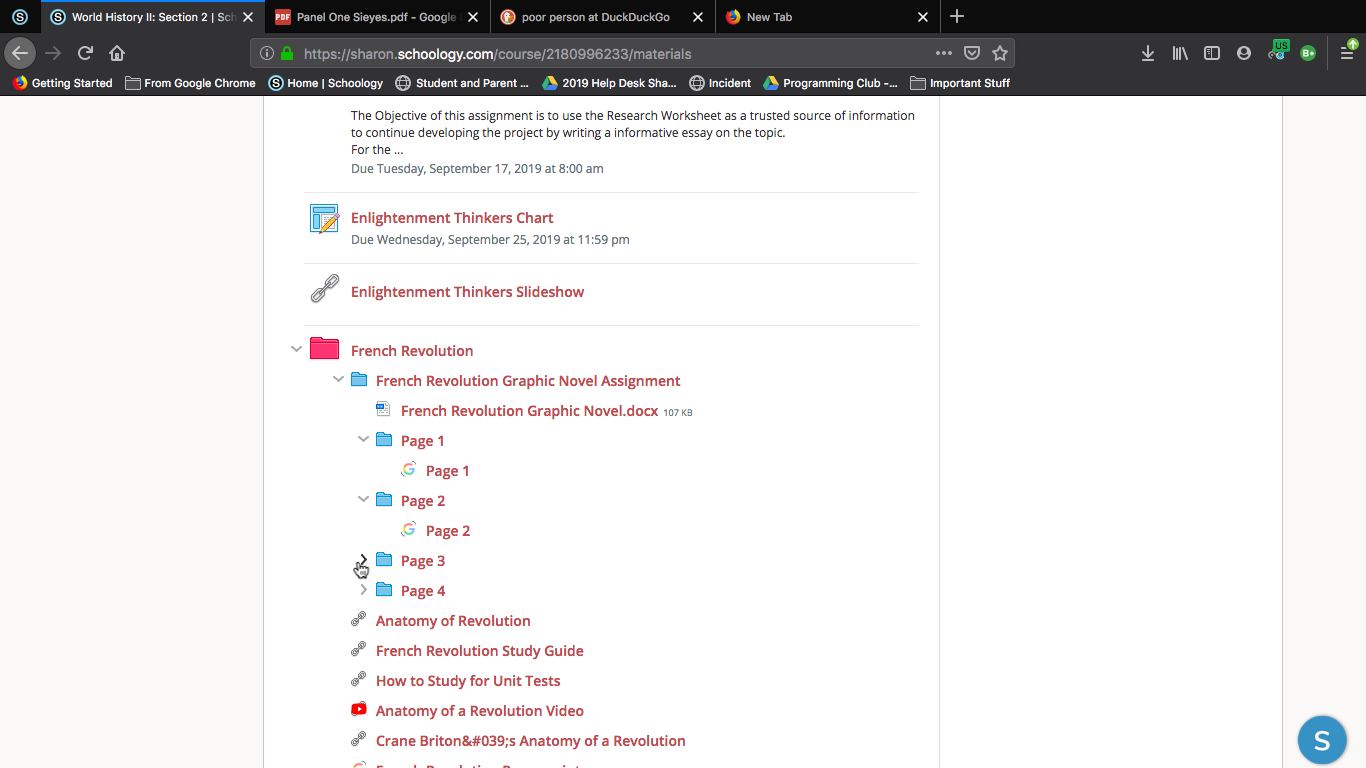 World History II: Section 2 | Sch
Panel One Sieyes.pdf - Google
poor person at DuckDuckGo
New Tab
https://sharon.schoology.com/course/2180996233/materials
US
B+
Getting Started
From Google Chrome
Home | Schoology
Student and Parent ...
2019 Help Desk Sha...
Incident
Programming Club -...
Important Stuff
The Objective of this assignment is to use the Research Worksheet as a trusted source of information
to continue developing the project by writing a informative essay on the topic.
For the ...
Due Tuesday, September 17, 2019 at 8:00 am
Enlightenment Thinkers Chart
Due Wednesday, September 25, 2019 at 11:59 pm
Enlightenment Thinkers Slideshow
French Revolution
French Revolution Graphic Novel Assignment
French Revolution Graphic Novel.docx 107 KB
Page 1
Page 1
Page 2
Page 2
Page 3
Page 4
Anatomy of Revolution
French Revolution Study Guide
How to Study for Unit Tests
Anatomy of a Revolution Video
Crane Briton&#039;s Anatomy of a Revolution
S